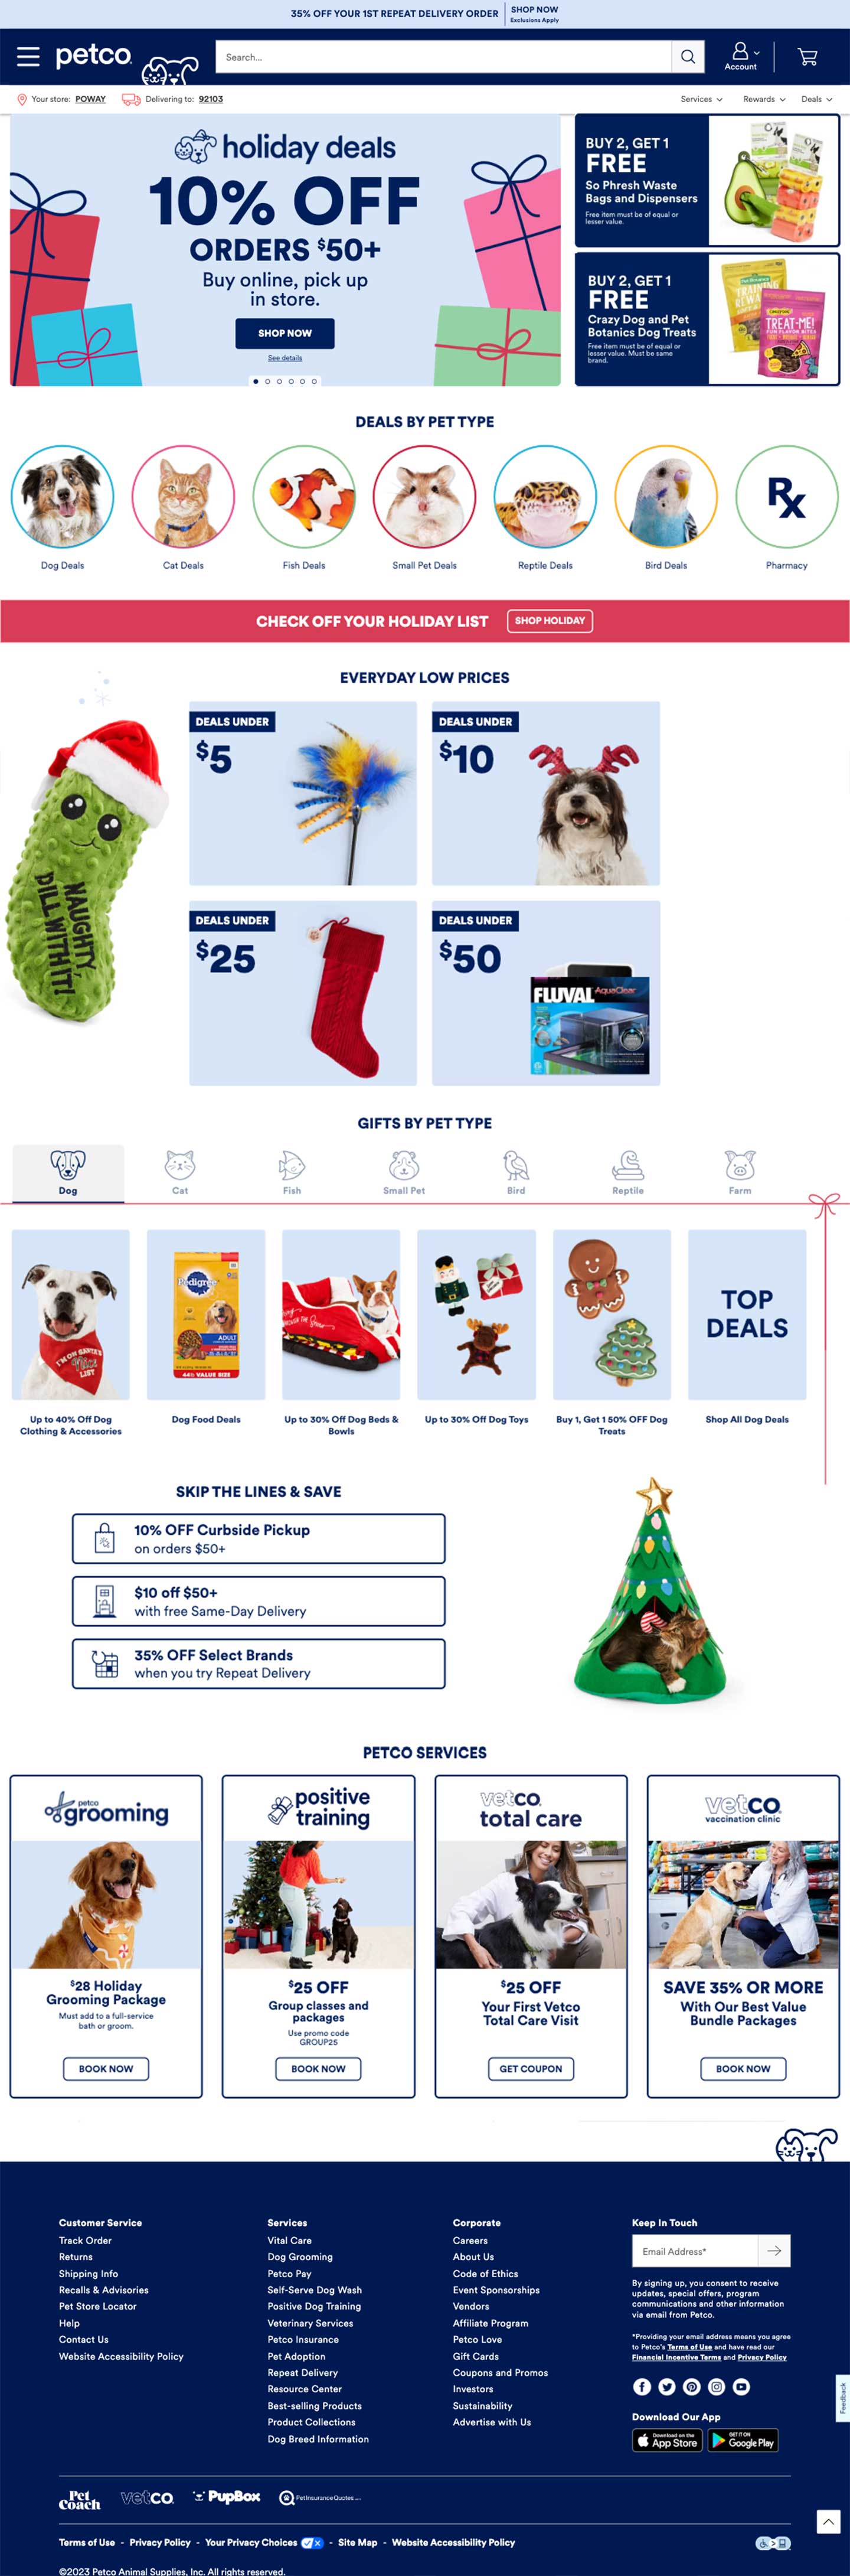 35% OFF YOUR 1ST REPEAT DELIVERY ORDER
SHOP NOW
Exclusions Apply
petco
Search...
Account
Your store: POWAY
Delivering to: 92103
Services
Rewards
Deals
holiday deals
10% OFF
ORDERS $50+
Buy online, pick up
in store.
SHOP NOW
See details
BUY 2, GET 1
FREE
So Phresh Waste
Bags and Dispensers
Free item must be of equal or
lesser value.
BUY 2, GET 1
FREE
Crazy Dog and Pet
Botanics Dog Treats
Free item must be of equal or
lesser value. Must be same
brand.
TREAT-ME!
DEALS BY PET TYPE
Rx
Dog Deals
Cat Deals
Fish Deals
Small Pet Deals
Reptile Deals
Bird Deals
Pharmacy
CHECK OFF YOUR HOLIDAY LIST
SHOP HOLIDAY
EVERYDAY LOW PRICES
DEALS UNDER
$5
DEALS UNDER
$10
NAUGHTY,
DILL WITH IT!
DEALS UNDER
$25
DEALS UNDER
$50
FLUVAL AquaClear
GIFTS BY PET TYPE
Dog
Cat
Fish
Small Pet
Bird
Reptile
Farm
I'M ON SANTA'S
Nice
LIST
Pedigree
ADULT
44lb VALUE SIZE
TOP
DEALS
Up to 40% Off Dog
Clothing & Accessories
Dog Food Deals
Up to 30% Off Dog Beds &
Bowls
Up to 30% Off Dog Toys
Buy 1, Get 1 50% OFF Dog
Treats
Shop All Dog Deals
SKIP THE LINES & SAVE
10% OFF Curbside Pickup
on orders $50+
$10 off $50+
with free Same-Day Delivery
35% OFF Select Brands
when you try Repeat Delivery
PETCO SERVICES
petco
grooming
$28 Holiday
Grooming Package
Must add to a full-service
bath or groom.
BOOK NOW
positive
training
$25 OFF
Group classes and
packages
Use promo code
GROUP25
BOOK NOW
vetco
total care
$25 OFF
Your First Vetco
Total Care Visit
GET COUPON
vetco
vaccination clinic
SAVE 35% OR MORE
With Our Best Value
Bundle Packages
BOOK NOW
Customer Service
Track Order
Returns
Shipping Info
Recalls & Advisories
Pet Store Locator
Help
Contact Us
Website Accessibility Policy
Services
Vital Care
Dog Grooming
Petco Pay
Self-Serve Dog Wash
Positive Dog Training
Veterinary Services
Petco Insurance
Pet Adoption
Repeat Delivery
Resource Center
Best-selling Products
Product Collections
Dog Breed Information
Corporate
Careers
About Us
Code of Ethics
Event Sponsorships
Vendors
Affiliate Program
Petco Love
Gift Cards
Coupons and Promos
Investors
Sustainability
Advertise with Us
Keep In Touch
Email Address*
By signing up, you consent to receive
updates, special offers, program
communications and other information
via email from Petco.
*Providing your email address means you agree
to Petco's Terms of Use and have read our
Financial Incentive Terms and Privacy Policy
Feedback
Download Our App
Download on the
App Store
GET IT ON
Google Play
Pet
Coach
vetco
PupBox
PetInsuranceQuotes
Terms of Use - Privacy Policy - Your Privacy Choices - Site Map - Website Accessibility Policy
©2023 Petco Animal Supplies, Inc. All rights reserved.